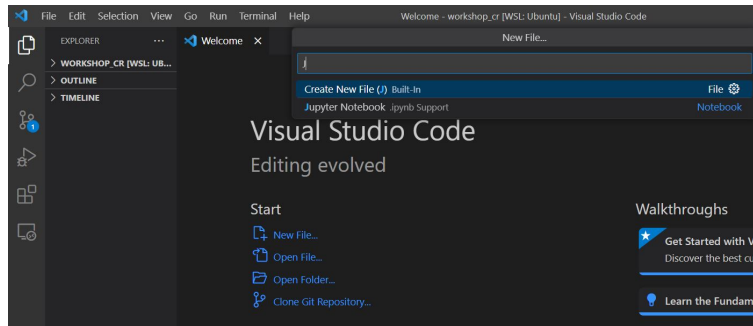 File Edit Selection View Go Run Terminal Help Welcome - workshop_cr [WSL: Ubuntu] - Visual Studio Code
EXPLORER ...
Welcome ×
New File...
WORKSHOP_CR [WSL: UB...
J
OUTLINE
Create New File (J) Built-In File
TIMELINE
Jupyter Notebook .ipynb Support Notebook
1
Visual Studio Code
Editing evolved
Start
New File...
Open File...
Open Folder...
Clone Git Repository...
Walkthroughs
Get Started with V
Discover the best cu
Learn the Fundam